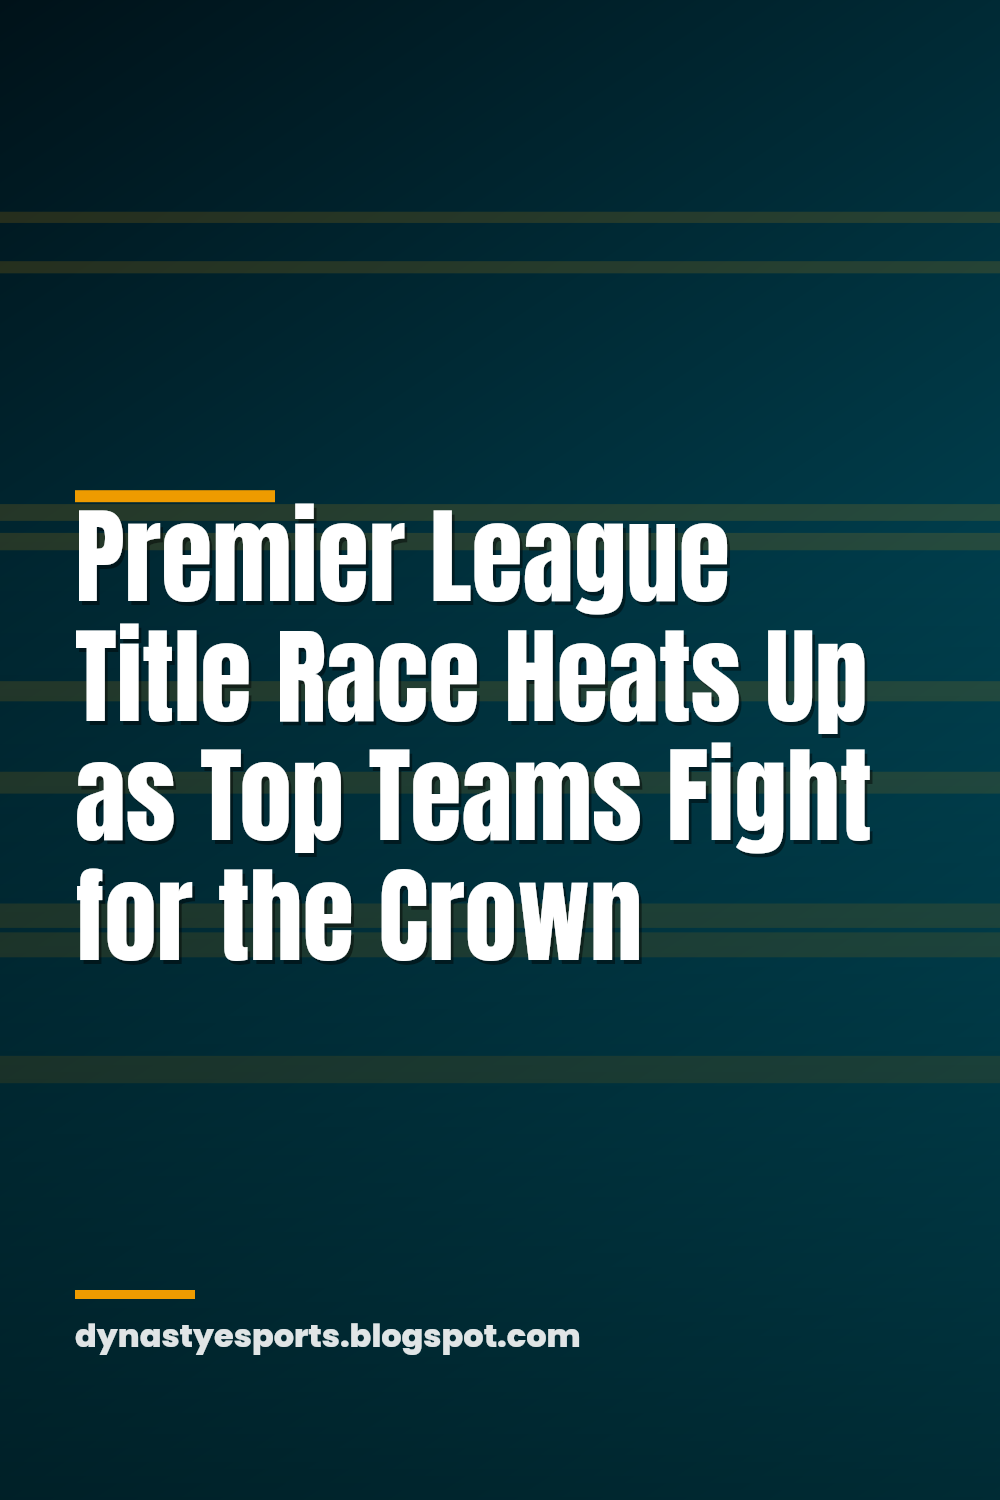 Premier League
Title Race Heats Up
as Top Teams Fight
for the Crown
dynastyesports.blogspot.com